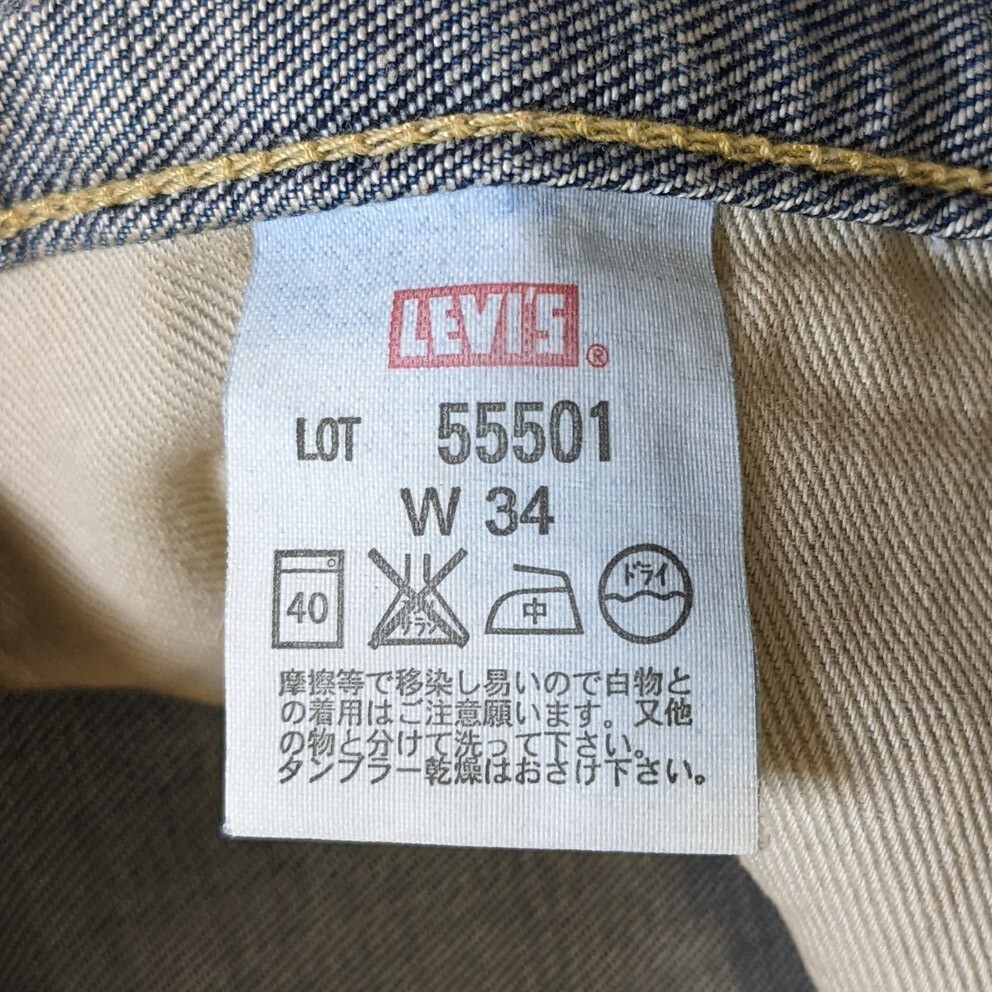 LEVI'S®
LOT 55501
W 34
40 サラシ 中 ドライ
摩擦等で移染し易いので白物と
の着用はご注意願います。又他
の物と分けて洗って下さい。
タンブラー乾燥はおさけ下さい。